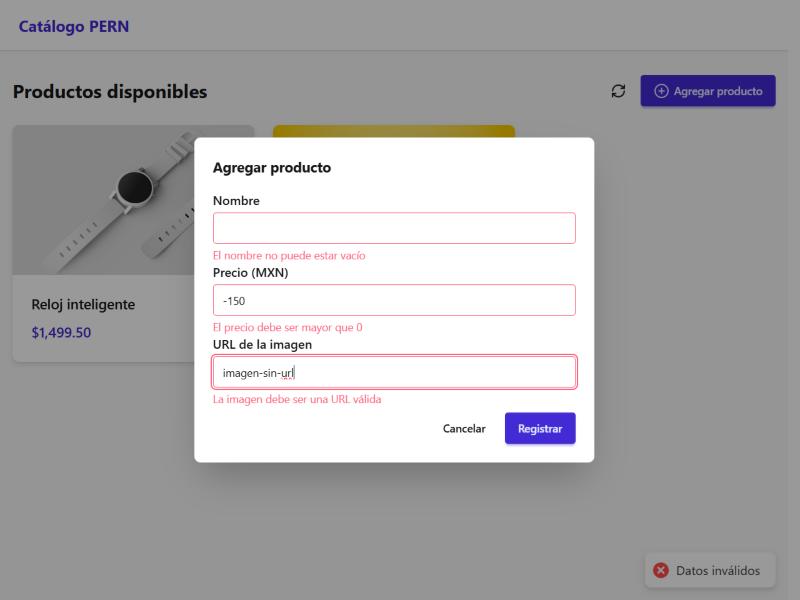 Catálogo PERN
Productos disponibles
Agregar producto
Agregar producto
Nombre
El nombre no puede estar vacío
Precio (MXN)
-150
El precio debe ser mayor que 0
URL de la imagen
imagen-sin-url
La imagen debe ser una URL válida
Cancelar
Registrar
Reloj inteligente
$1,499.50
Datos inválidos